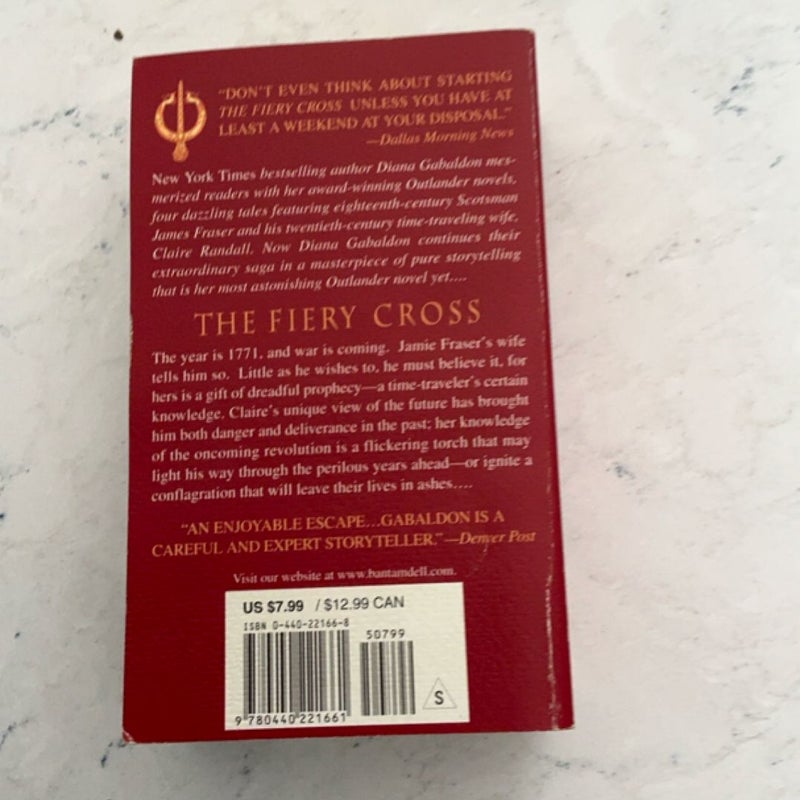 "DON'T EVEN THINK ABOUT STARTING
THE FIERY CROSS UNLESS YOU HAVE AT
LEAST A WEEKEND AT YOUR DISPOSAL."
—Dallas Morning News
New York Times bestselling author Diana Gabaldon mes-
merized readers with her award-winning Outlander novels,
four dazzling tales featuring eighteenth-century Scotsman
James Fraser and his twentieth-century time-traveling wife,
Claire Randall. Now Diana Gabaldon continues their
extraordinary saga in a masterpiece of pure storytelling
that is her most astonishing Outlander novel yet....
THE FIERY CROSS
The year is 1771, and war is coming. Jamie Fraser's wife
tells him so. Little as he wishes to, he must believe it, for
hers is a gift of dreadful prophecy—a time-traveler's certain
knowledge. Claire's unique view of the future has brought
him both danger and deliverance in the past; her knowledge
of the oncoming revolution is a flickering torch that may
light his way through the perilous years ahead—or ignite a
conflagration that will leave their lives in ashes....
"AN ENJOYABLE ESCAPE...GABALDON IS A
CAREFUL AND EXPERT STORYTELLER."—Denver Post
Visit our website at www.bantamdell.com.
US $7.99 / $12.99 CAN
ISBN 0-440-22166-8
50799
S
9 780440 221661